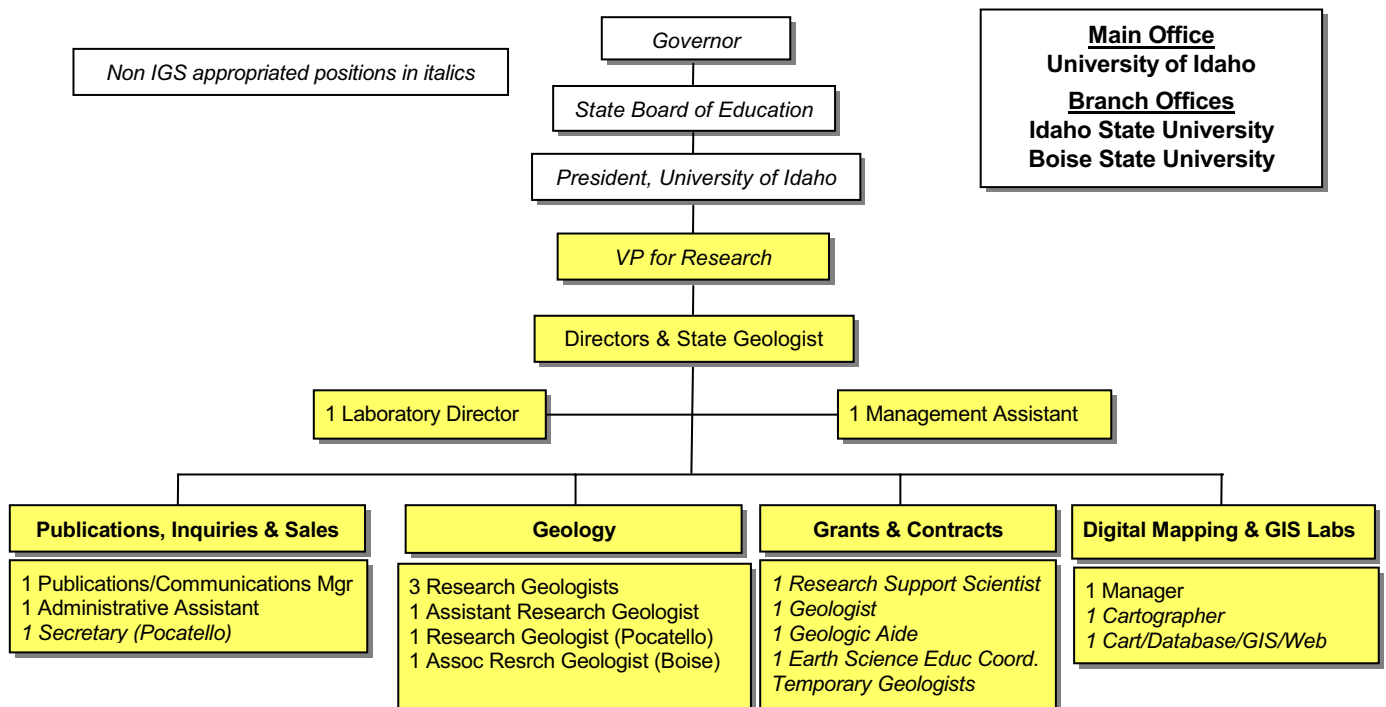 Governor
Non IGS appropriated positions in italics
Main Office
University of Idaho
Branch Offices
Idaho State University
Boise State University
State Board of Education
President, University of Idaho
VP for Research
Directors & State Geologist
1 Laboratory Director
1 Management Assistant
Publications, Inquiries & Sales
1 Publications/Communications Mgr
1 Administrative Assistant
1 Secretary (Pocatello)
Geology
3 Research Geologists
1 Assistant Research Geologist
1 Research Geologist (Pocatello)
1 Assoc Resrch Geologist (Boise)
Grants & Contracts
1 Research Support Scientist
1 Geologist
1 Geologic Aide
1 Earth Science Educ Coord.
Temporary Geologists
Digital Mapping & GIS Labs
1 Manager
1 Cartographer
1 Cart/Database/GIS/Web